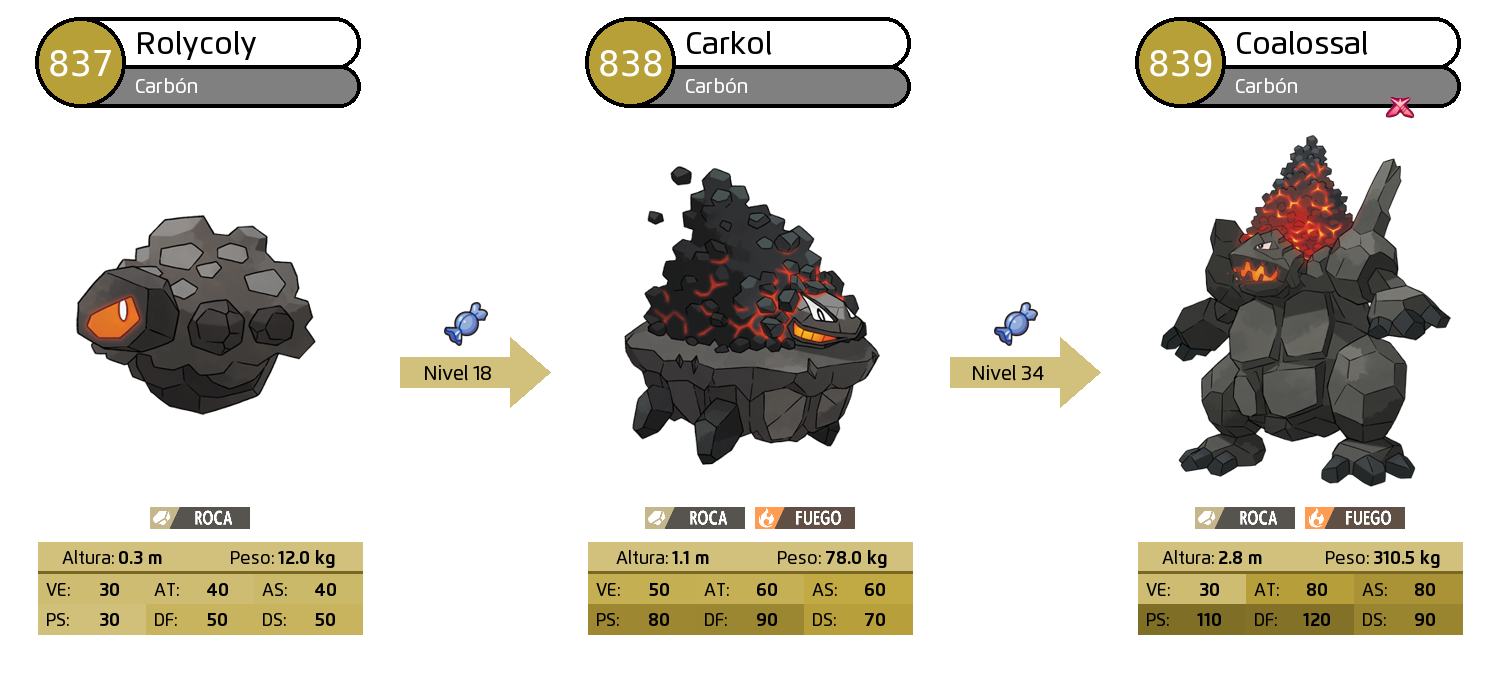 837
Rolycoly
Carbón
ROCA
Altura: 0.3 m Peso: 12.0 kg
VE: 30 AT: 40 AS: 40
PS: 30 DF: 50 DS: 50
Nivel 18
838
Carkol
Carbón
ROCA FUEGO
Altura: 1.1 m Peso: 78.0 kg
VE: 50 AT: 60 AS: 60
PS: 80 DF: 90 DS: 70
Nivel 34
839
Coalossal
Carbón
ROCA FUEGO
Altura: 2.8 m Peso: 310.5 kg
VE: 30 AT: 80 AS: 80
PS: 110 DF: 120 DS: 90